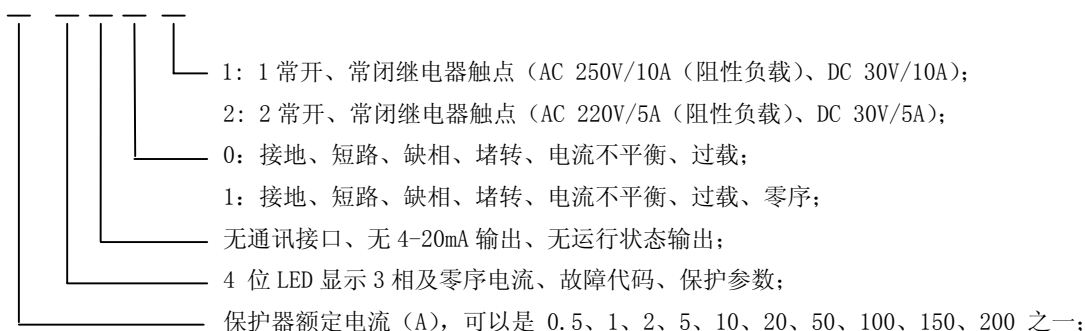 1: 1常开、常闭继电器触点（AC 250V/10A（阻性负载）、DC 30V/10A）；
2: 2常开、常闭继电器触点（AC 220V/5A（阻性负载）、DC 30V/5A）；
0：接地、短路、缺相、堵转、电流不平衡、过载；
1：接地、短路、缺相、堵转、电流不平衡、过载、零序；
无通讯接口、无 4-20mA 输出、无运行状态输出；
4 位 LED 显示 3 相及零序电流、故障代码、保护参数；
保护器额定电流（A），可以是 0.5、1、2、5、10、20、50、100、150、200 之一。